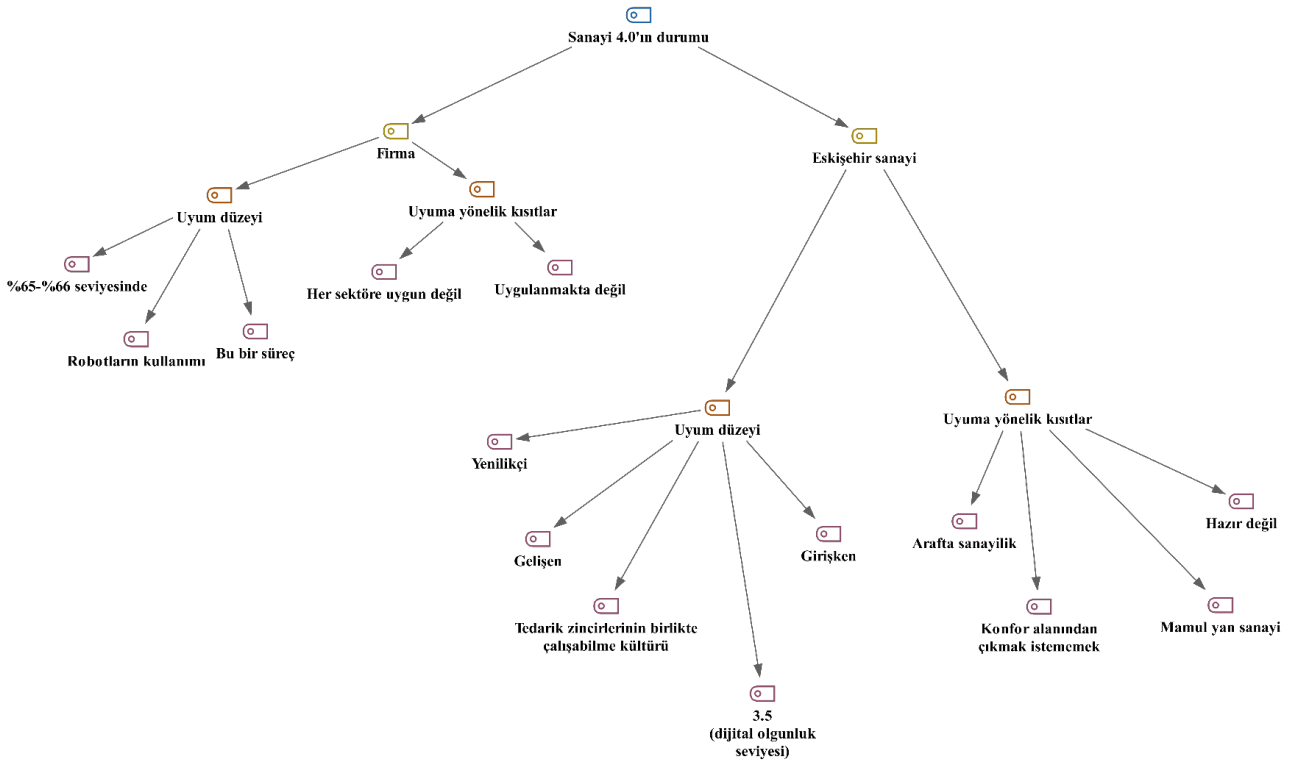 Sanayi 4.0'ın durumu
Firma
Eskişehir sanayi
Uyum düzeyi
Uyuma yönelik kısıtlar
%65-%66 seviyesinde
Her sektöre uygun değil
Uygulanmakta değil
Robotların kullanımı
Bu bir süreç
Uyum düzeyi
Uyuma yönelik kısıtlar
Yenilikçi
Gelişen
Girişken
Arafta sanayilik
Hazır değil
Tedarik zincirlerinin birlikte
çalışabilme kültürü
Konfor alanından
çıkmak istememek
Mamul yan sanayi
3.5
(dijital olgunluk
seviyesi)